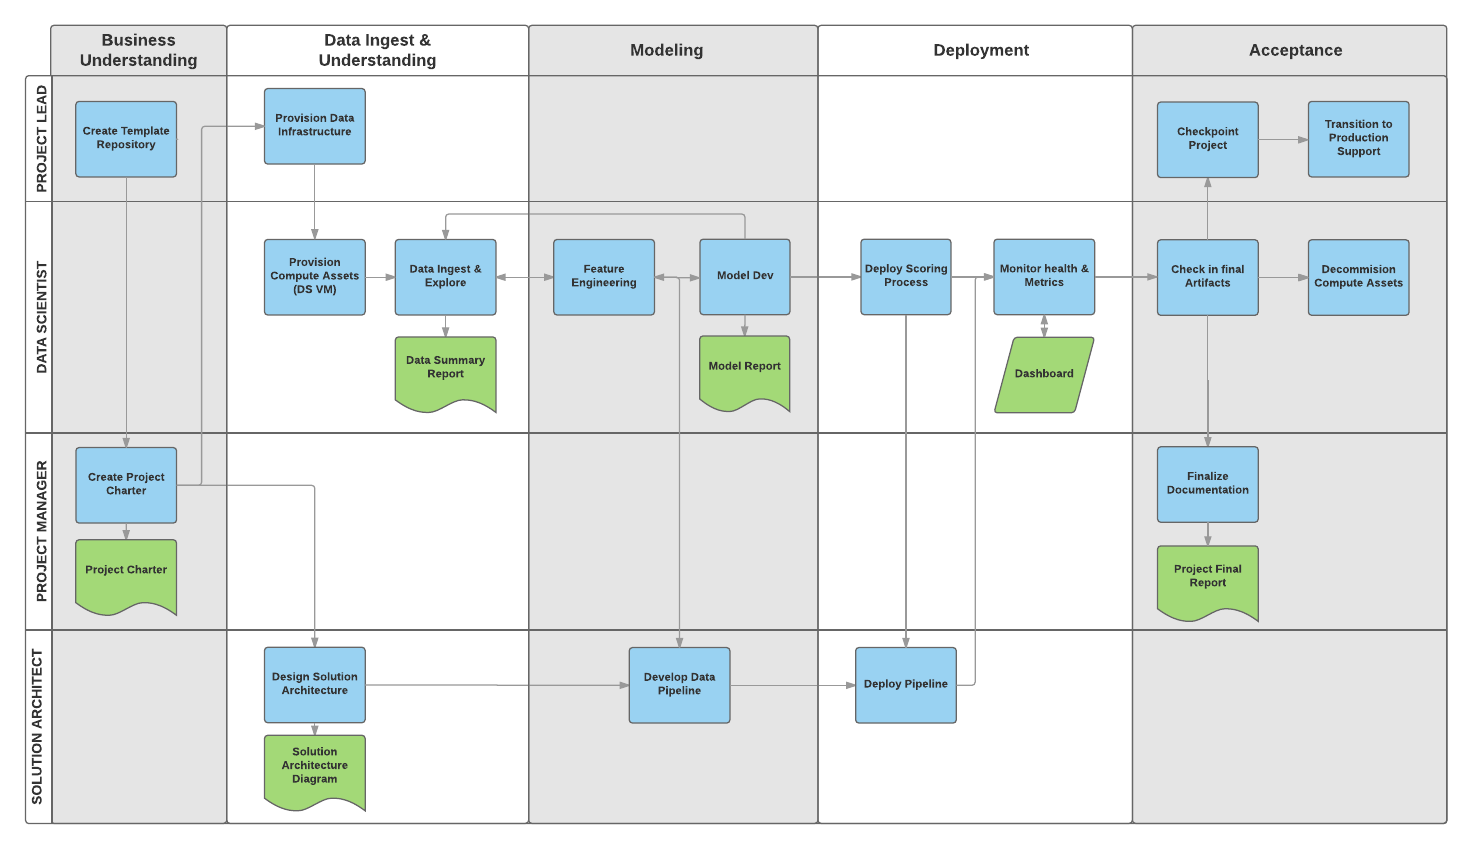 Business
Understanding
Data Ingest &
Understanding
Modeling
Deployment
Acceptance
PROJECT LEAD
Create Template
Repository
Provision Data
Infrastructure
Checkpoint
Project
Transition to
Production
Support
DATA SCIENTIST
Provision
Compute Assets
(DS VM)
Data Ingest &
Explore
Feature
Engineering
Model Dev
Deploy Scoring
Process
Monitor health &
Metrics
Check in final
Artifacts
Decommision
Compute Assets
Data Summary
Report
Model Report
Dashboard
PROJECT MANAGER
Create Project
Charter
Finalize
Documentation
Project Charter
Project Final
Report
SOLUTION ARCHITECT
Design Solution
Architecture
Develop Data
Pipeline
Deploy Pipeline
Solution
Architecture
Diagram